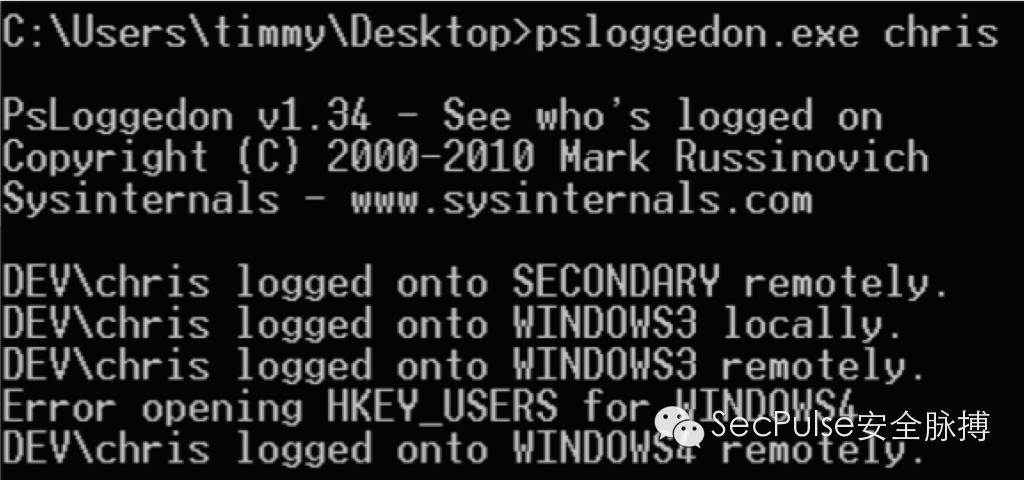 C:\Users\timmy\Desktop>psloggedon.exe chris
PsLoggedon v1.34 - See who's logged on
Copyright (C) 2000-2010 Mark Russinovich
Sysinternals - www.sysinternals.com
DEV\chris logged onto SECONDARY remotely.
DEV\chris logged onto WINDOWS3 locally.
DEV\chris logged onto WINDOWS3 remotely.
Error opening HKEY_USERS for WINDOWS4
SecPulse安全脉搏
DEV\chris logged onto WINDOWS4 remotely.